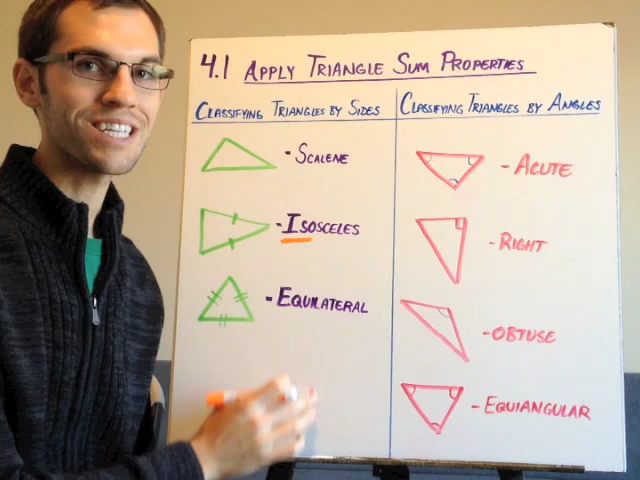 4.1 APPLY TRIANGLE SUM PROPERTIES
CLASSIFYING TRIANGLES BY SIDES
- SCALENE
- ISOSCELES
- EQUILATERAL
CLASSIFYING TRIANGLES BY ANGLES
- ACUTE
- RIGHT
- OBTUSE
- EQUIANGULAR